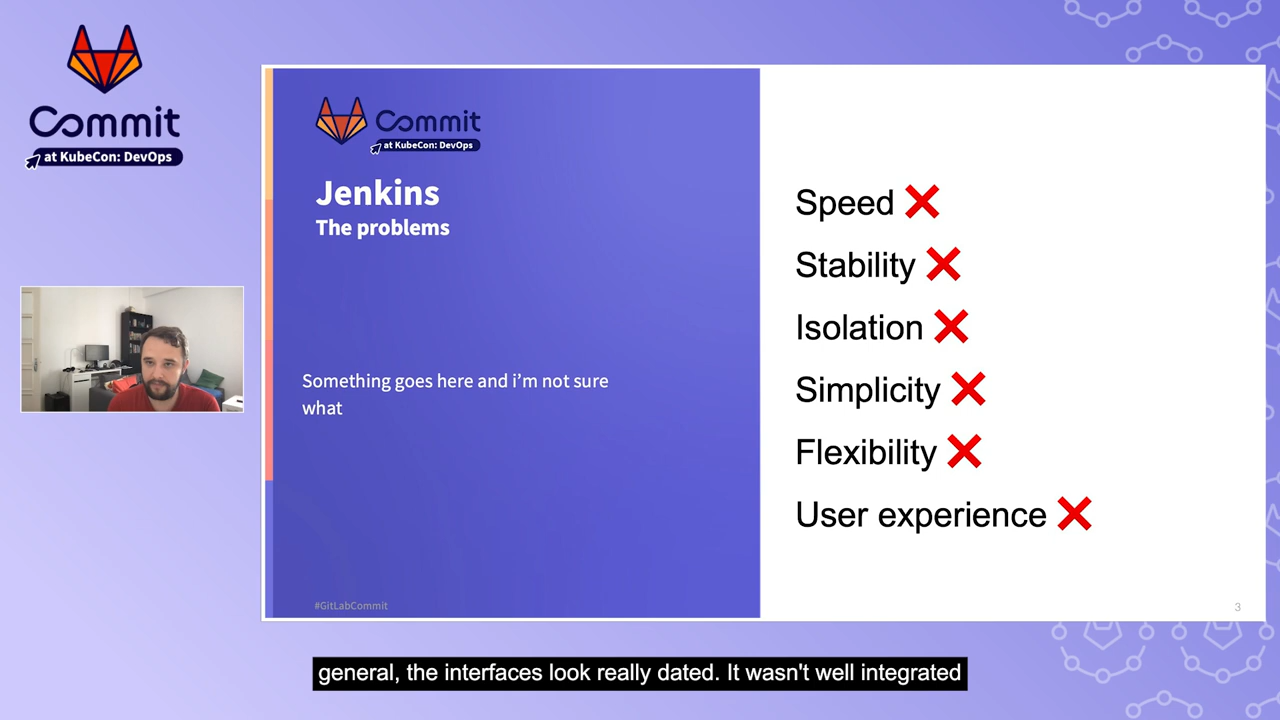 Commit
at KubeCon: DevOps
Commit
at KubeCon: DevOps
Jenkins
The problems
Something goes here and i’m not sure
what
#GitLabCommit
Speed ❌
Stability ❌
Isolation ❌
Simplicity ❌
Flexibility ❌
User experience ❌
3
general, the interfaces look really dated. It wasn't well integrated